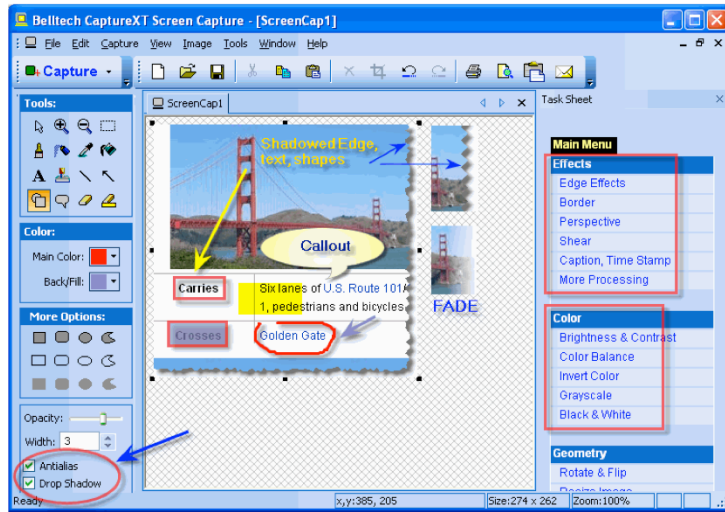 Belltech CaptureXT Screen Capture - [ScreenCap1]
File Edit Capture View Image Tools Window Help
Capture
Tools:
ScreenCap1
Task Sheet
Shadowed Edge,
text, shapes
Callout
Carries
Six lanes of U.S. Route 101/
1, pedestrians and bicycles
Crosses
Golden Gate
FADE
A
Color:
Main Color:
Back/Fill:
More Options:
Opacity:
Width: 3
Antialias
Drop Shadow
Main Menu
Effects
Edge Effects
Border
Perspective
Shear
Caption, Time Stamp
More Processing
Color
Brightness & Contrast
Color Balance
Invert Color
Grayscale
Black & White
Geometry
Rotate & Flip
Resize Image
Ready
x,y:385, 205
Size:274 x 262
Zoom:100%